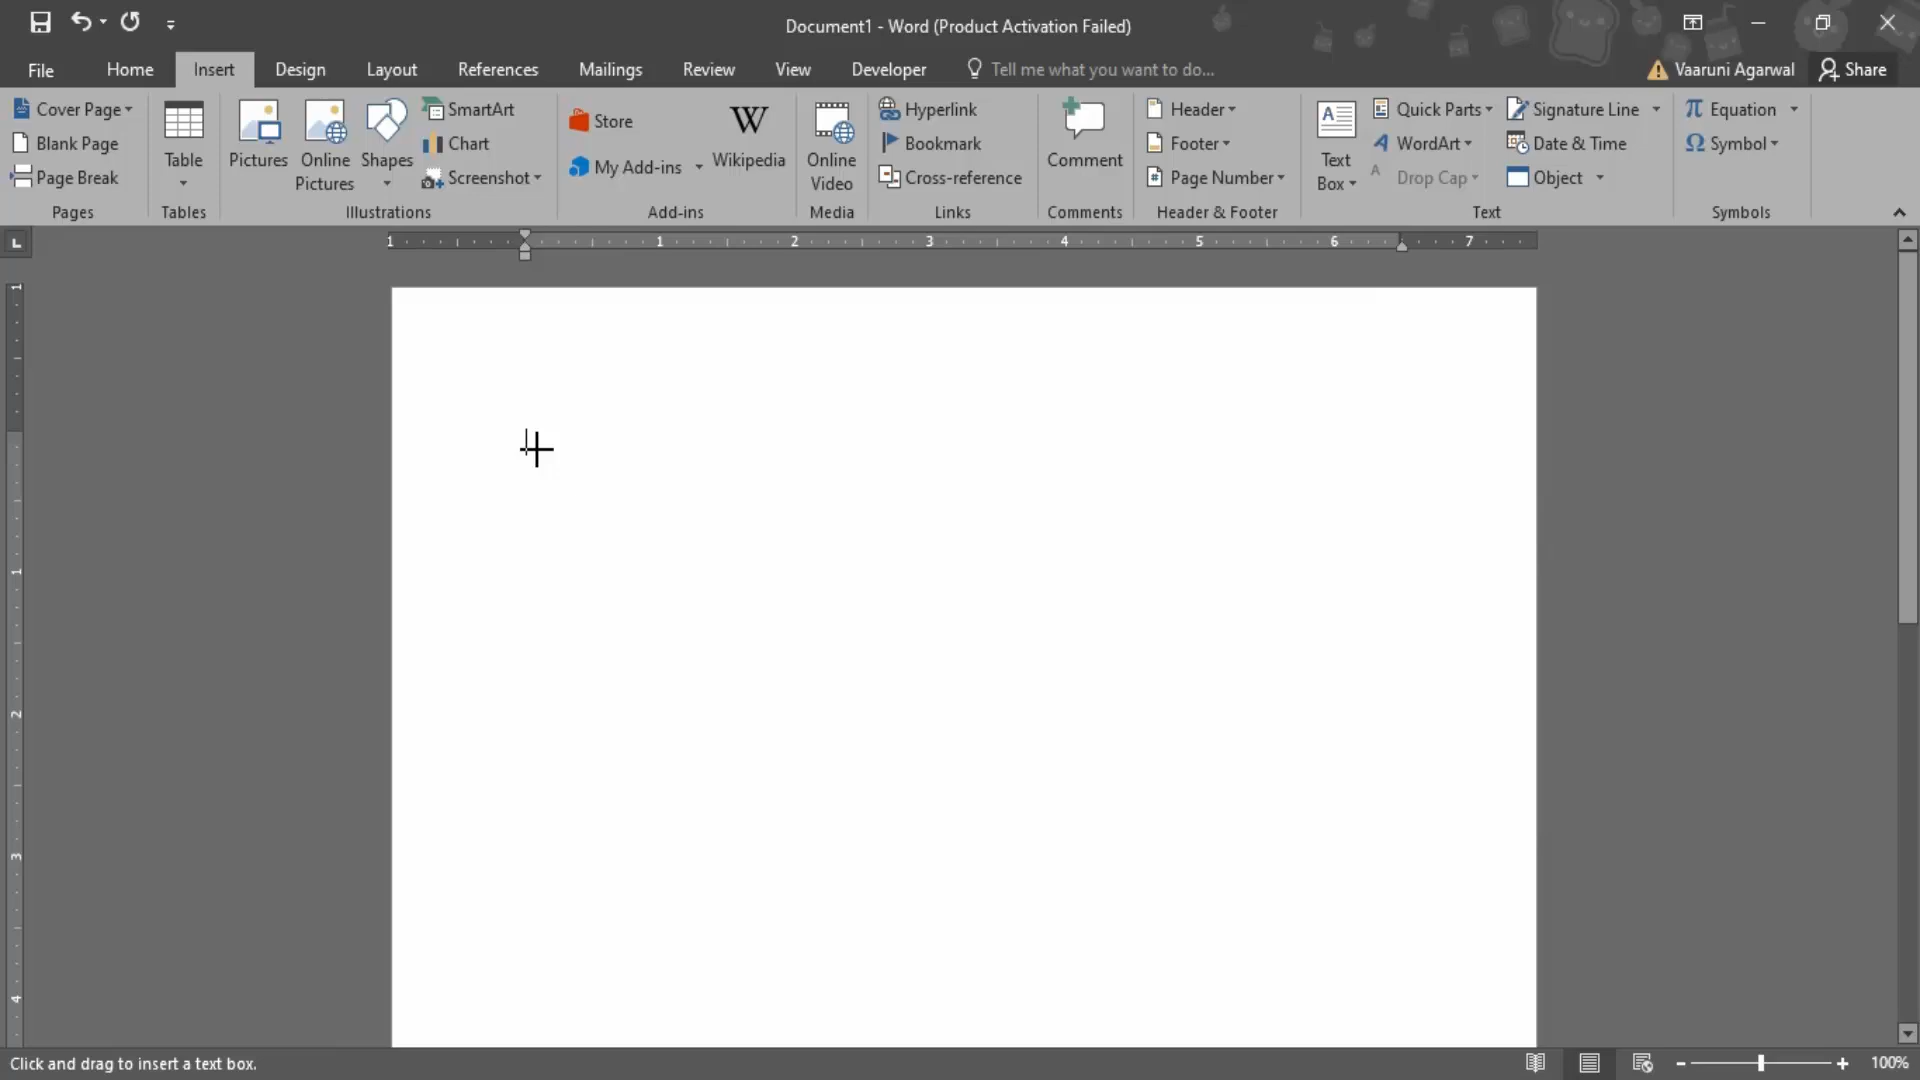 Document1 - Word (Product Activation Failed)
File Home Insert Design Layout References Mailings Review View Developer Tell me what you want to do... Vaaruni Agarwal Share
Cover Page
Blank Page
Page Break
Pages
Table
Tables
Pictures
Online
Pictures
Shapes
SmartArt
Chart
Screenshot
Illustrations
Store
My Add-ins
W
Wikipedia
Add-ins
Online
Video
Media
Hyperlink
Bookmark
Cross-reference
Links
Comment
Comments
Header
Footer
# Page Number
Header & Footer
A
Text
Box
Quick Parts
A WordArt
A Drop Cap
Signature Line
Date & Time
Object
Text
π Equation
Ω Symbol
Symbols
L
1 1 2 3 4 5 6 7
1
1
2
3
4
Click and drag to insert a text box.
- + 100%